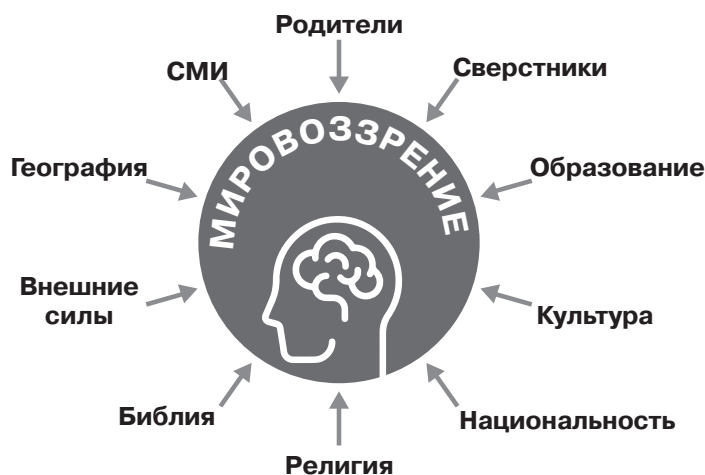 Родители
СМИ
Сверстники
МИРОВОЗЗРЕНИЕ
География
Образование
Внешние
силы
Культура
Библия
Национальность
Религия